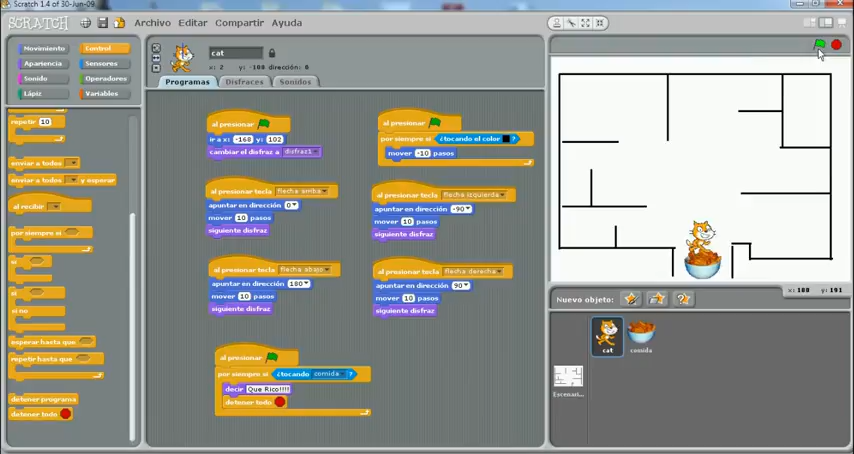 Scratch 1.4 of 30-Jun-09
SCRATCH Archivo Editar Compartir Ayuda
Movimiento Control
Apariencia Sensores
Sonido Operadores
Lápiz Variables
repetir 10
enviar a todos
enviar a todos y esperar
al recibir
por siempre si
si
si
si no
esperar hasta que
repetir hasta que
detener programa
detener todo
cat
x: 2 y: -100 dirección: 0
Programas Disfraces Sonidos
al presionar
ir a x: -168 y: 102
cambiar el disfraz a disfraz1
al presionar
por siempre si ¿tocando el color ?
mover -10 pasos
al presionar tecla flecha arriba
apuntar en dirección 0
mover 10 pasos
siguiente disfraz
al presionar tecla flecha izquierda
apuntar en dirección -90
mover 10 pasos
siguiente disfraz
al presionar tecla flecha abajo
apuntar en dirección 180
mover 10 pasos
siguiente disfraz
al presionar tecla flecha derecha
apuntar en dirección 90
mover 10 pasos
siguiente disfraz
al presionar
por siempre si ¿tocando comida ?
decir Que Rico!!!!
detener todo
x: 180 y: 191
Nuevo objeto:
cat comida
Escenari...